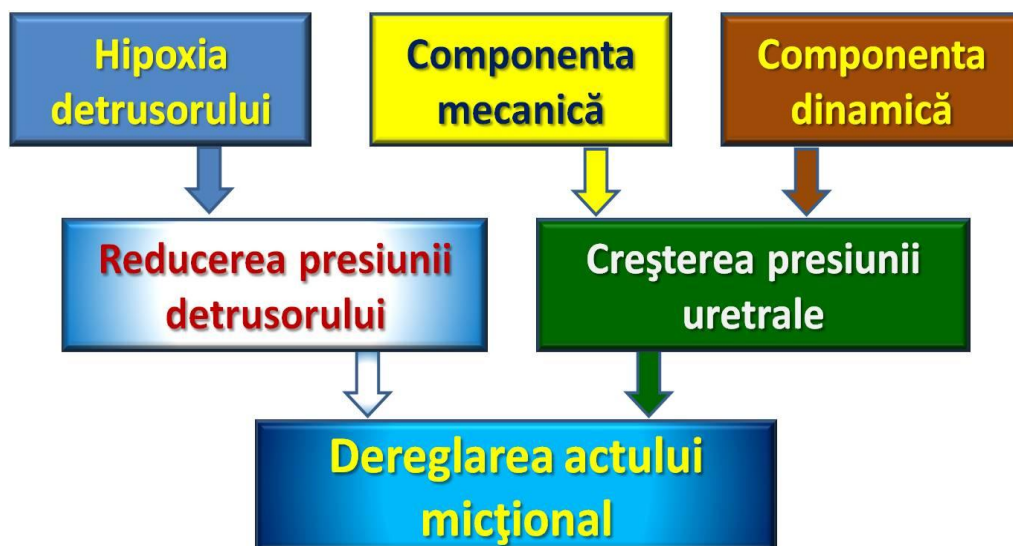 Hipoxia
detrusorului
Componenta
mecanică
Componenta
dinamică
Reducerea presiunii
detrusorului
Creşterea presiunii
uretrale
Dereglarea actului
micţional